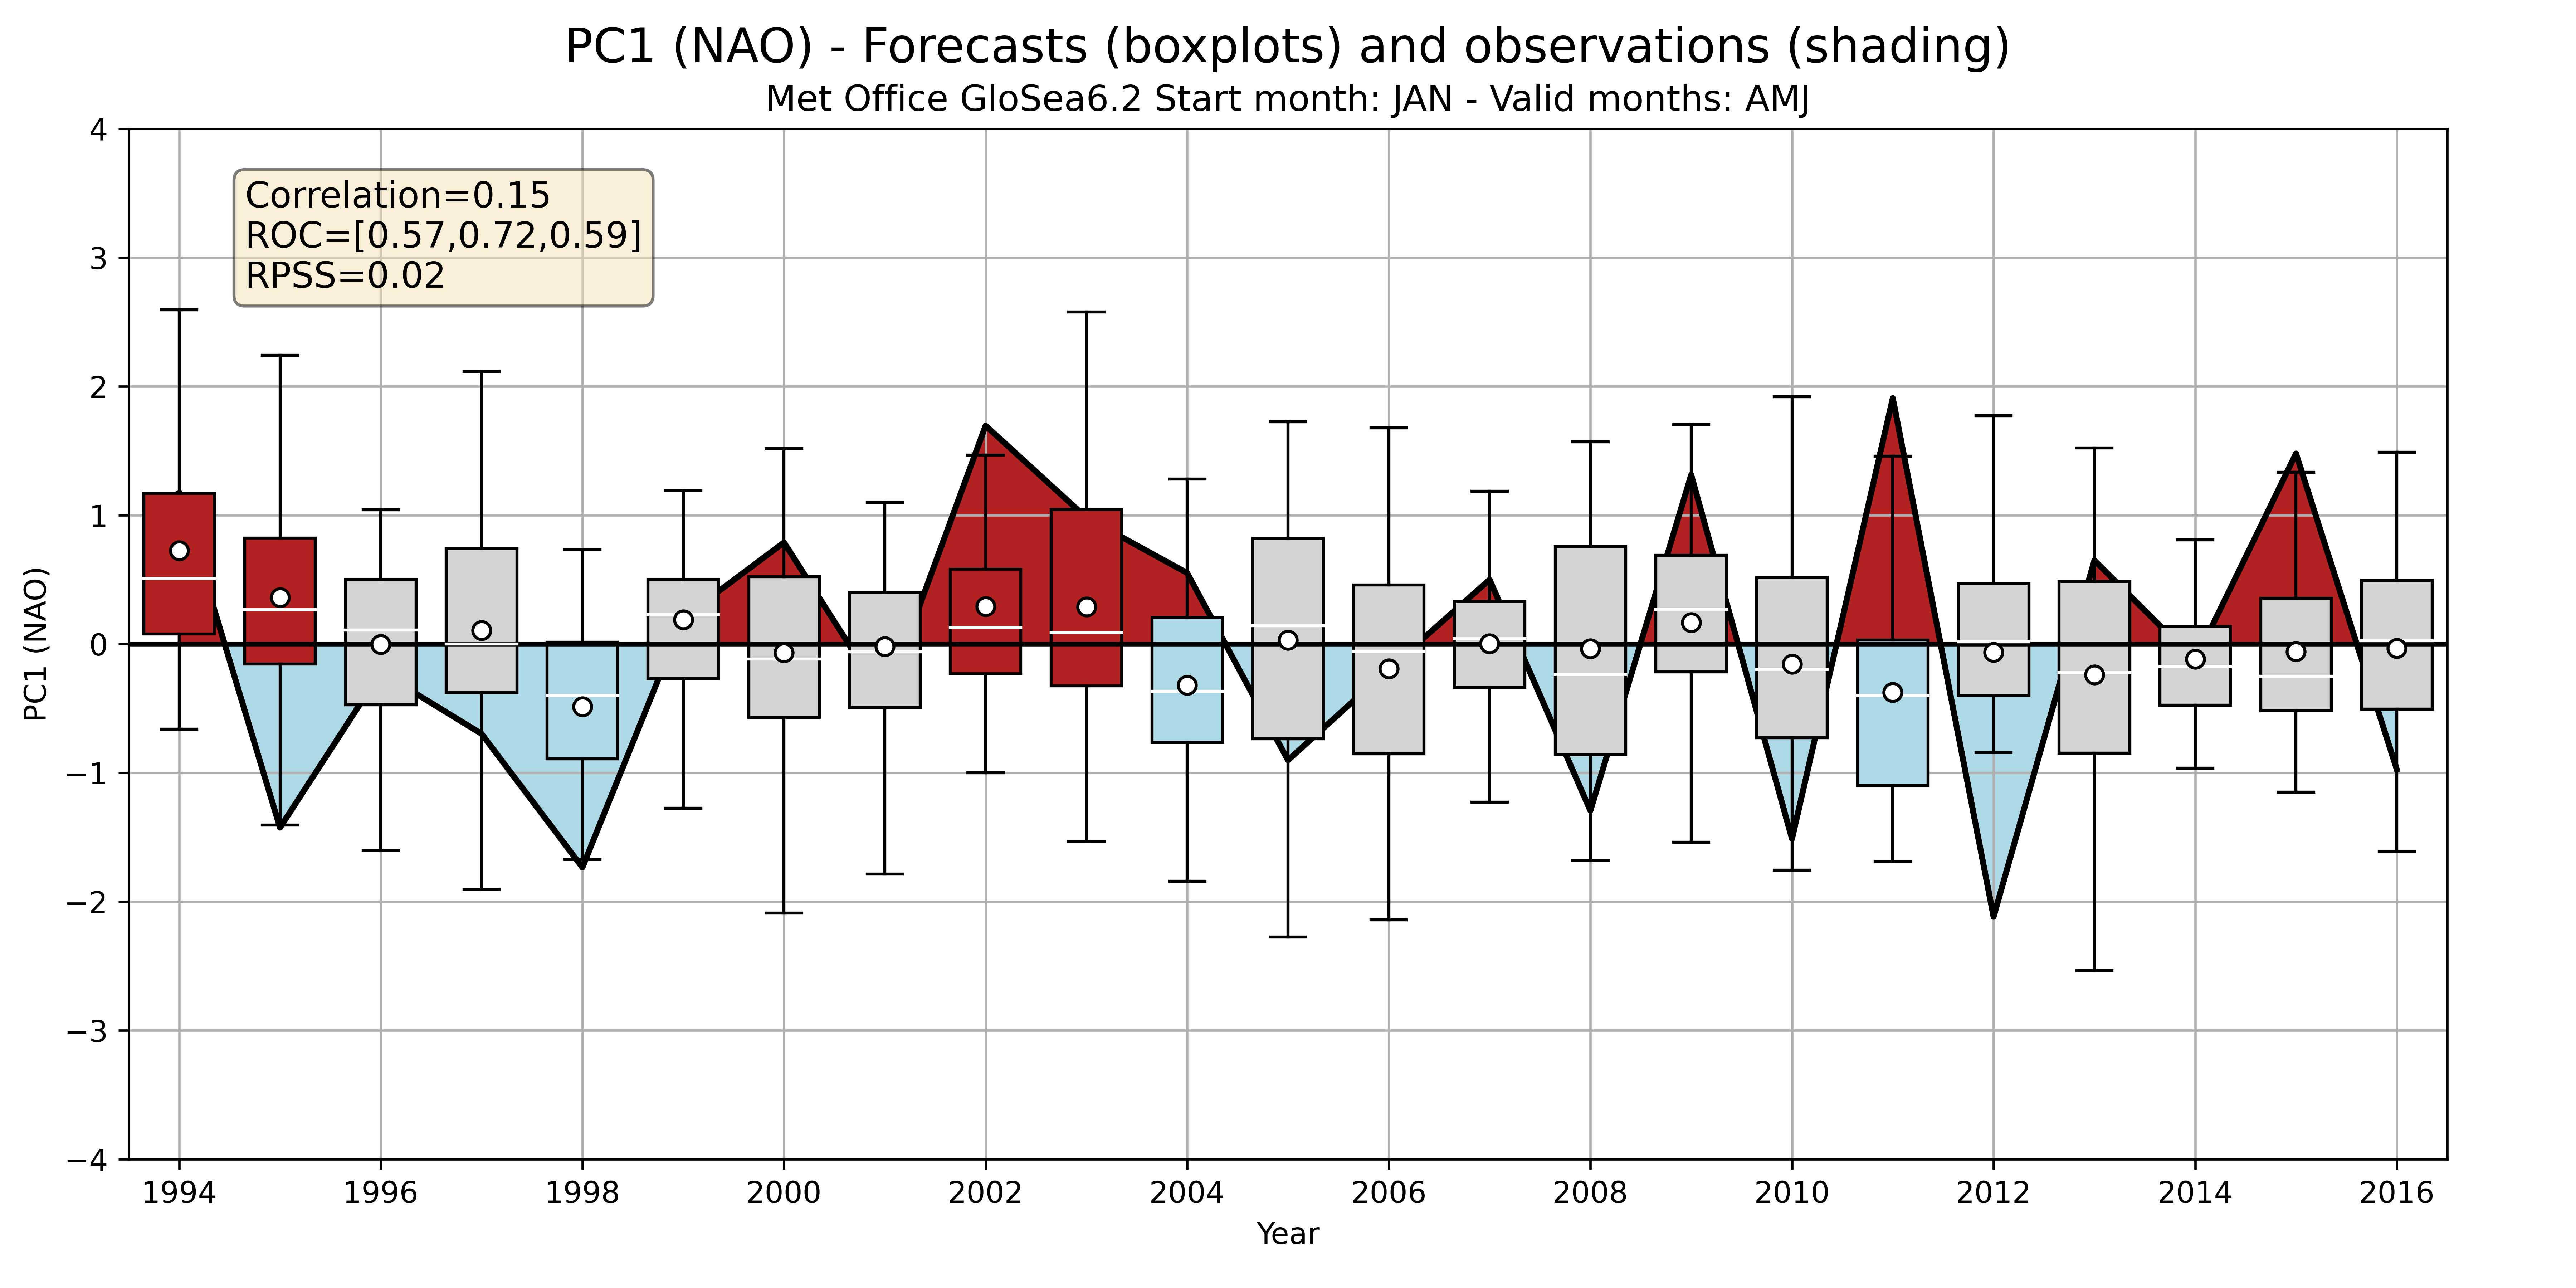 PC1 (NAO) - Forecasts (boxplots) and observations (shading)
Met Office GloSea6.2 Start month: JAN - Valid months: AMJ
Correlation=0.15
ROC=[0.57,0.72,0.59]
RPSS=0.02
PC1 (NAO)
4
3
2
1
0
−1
−2
−3
−4
1994 1996 1998 2000 2002 2004 2006 2008 2010 2012 2014 2016
Year